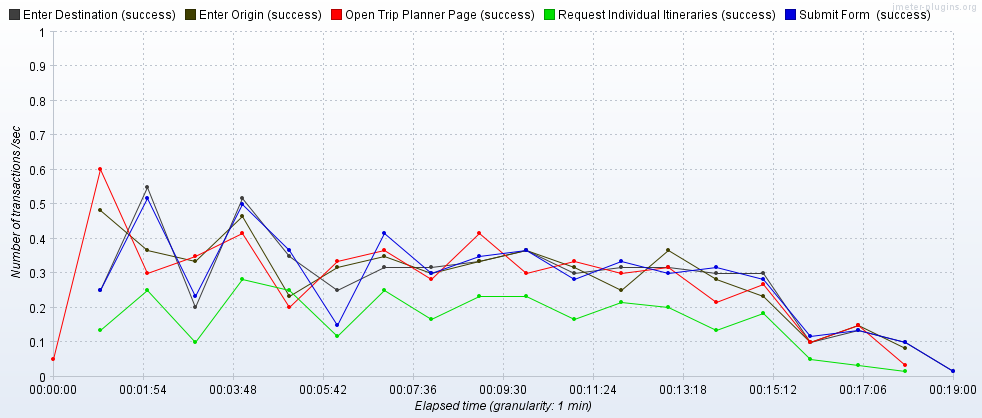 jmeter-plugins.org
Enter Destination (success) Enter Origin (success) Open Trip Planner Page (success) Request Individual Itineraries (success) Submit Form (success)
1
0.9
0.8
0.7
0.6
0.5
0.4
0.3
0.2
0.1
0
Number of transactions /sec
00:00:00 00:01:54 00:03:48 00:05:42 00:07:36 00:09:30 00:11:24 00:13:18 00:15:12 00:17:06 00:19:00
Elapsed time (granularity: 1 min)